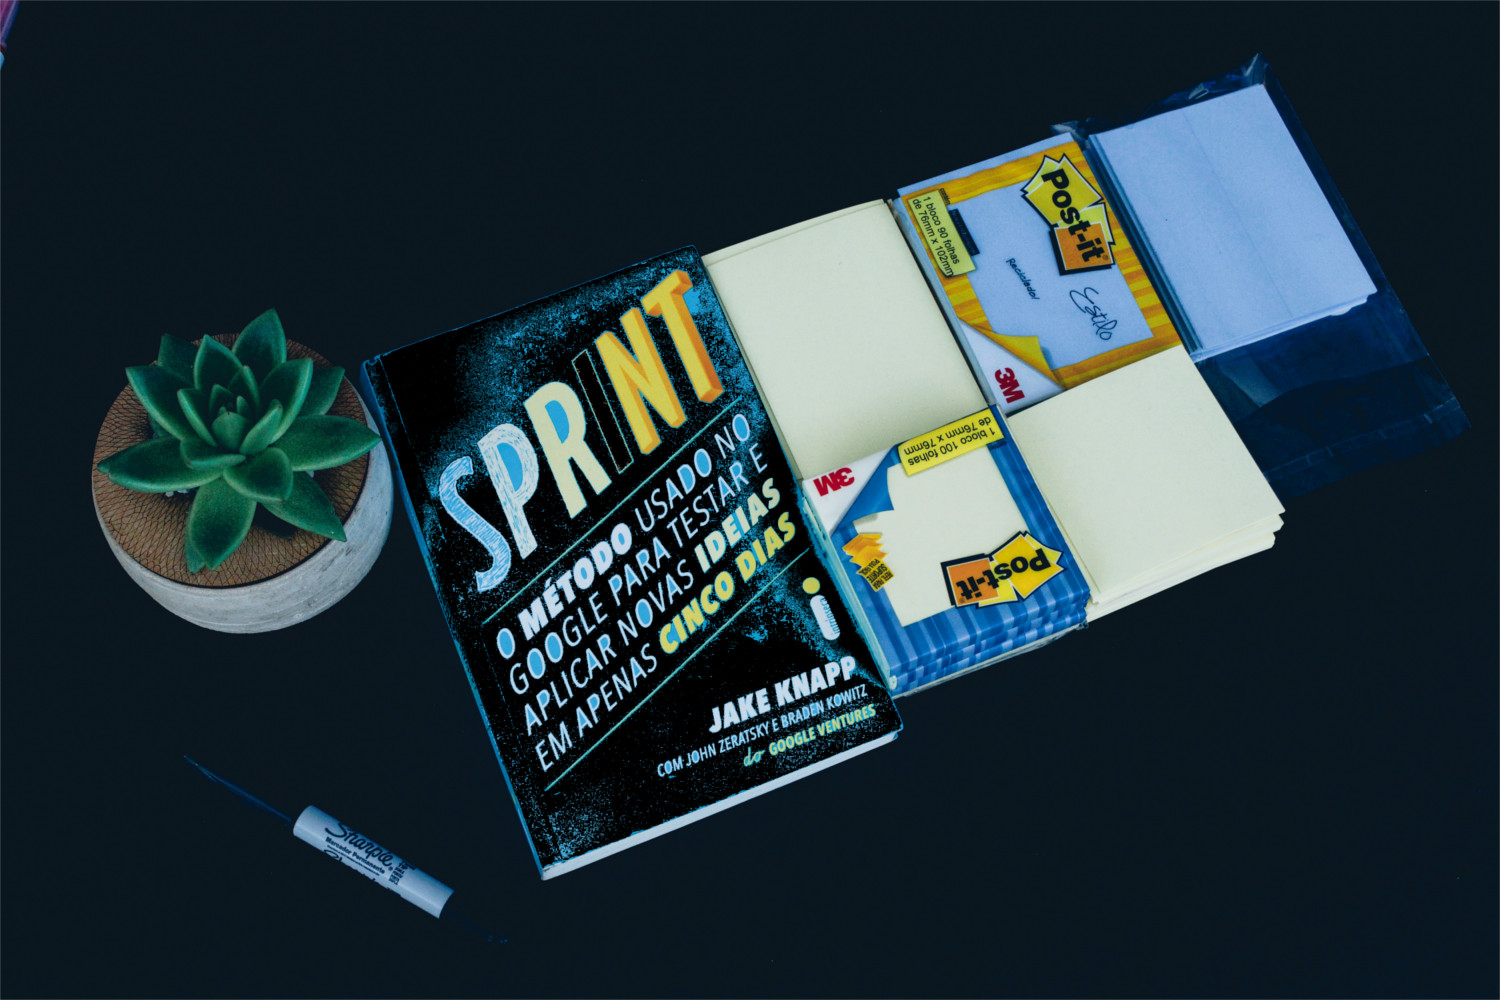 SPRINT
O MÉTODO USADO NO
GOOGLE PARA TESTAR E
APLICAR NOVAS IDEIAS
EM APENAS CINCO DIAS
i
JAKE KNAPP
COM JOHN ZERATSKY E BRADEN KOWITZ
do GOOGLE VENTURES
Post-it®
1 bloco 90 folhas
de 76mm x 102mm
Reciclado!
Estilo
3M
1 bloco 100 folhas
de 76mm x 76mm
3M
Post-it
Sharpie
Marcador Permanente